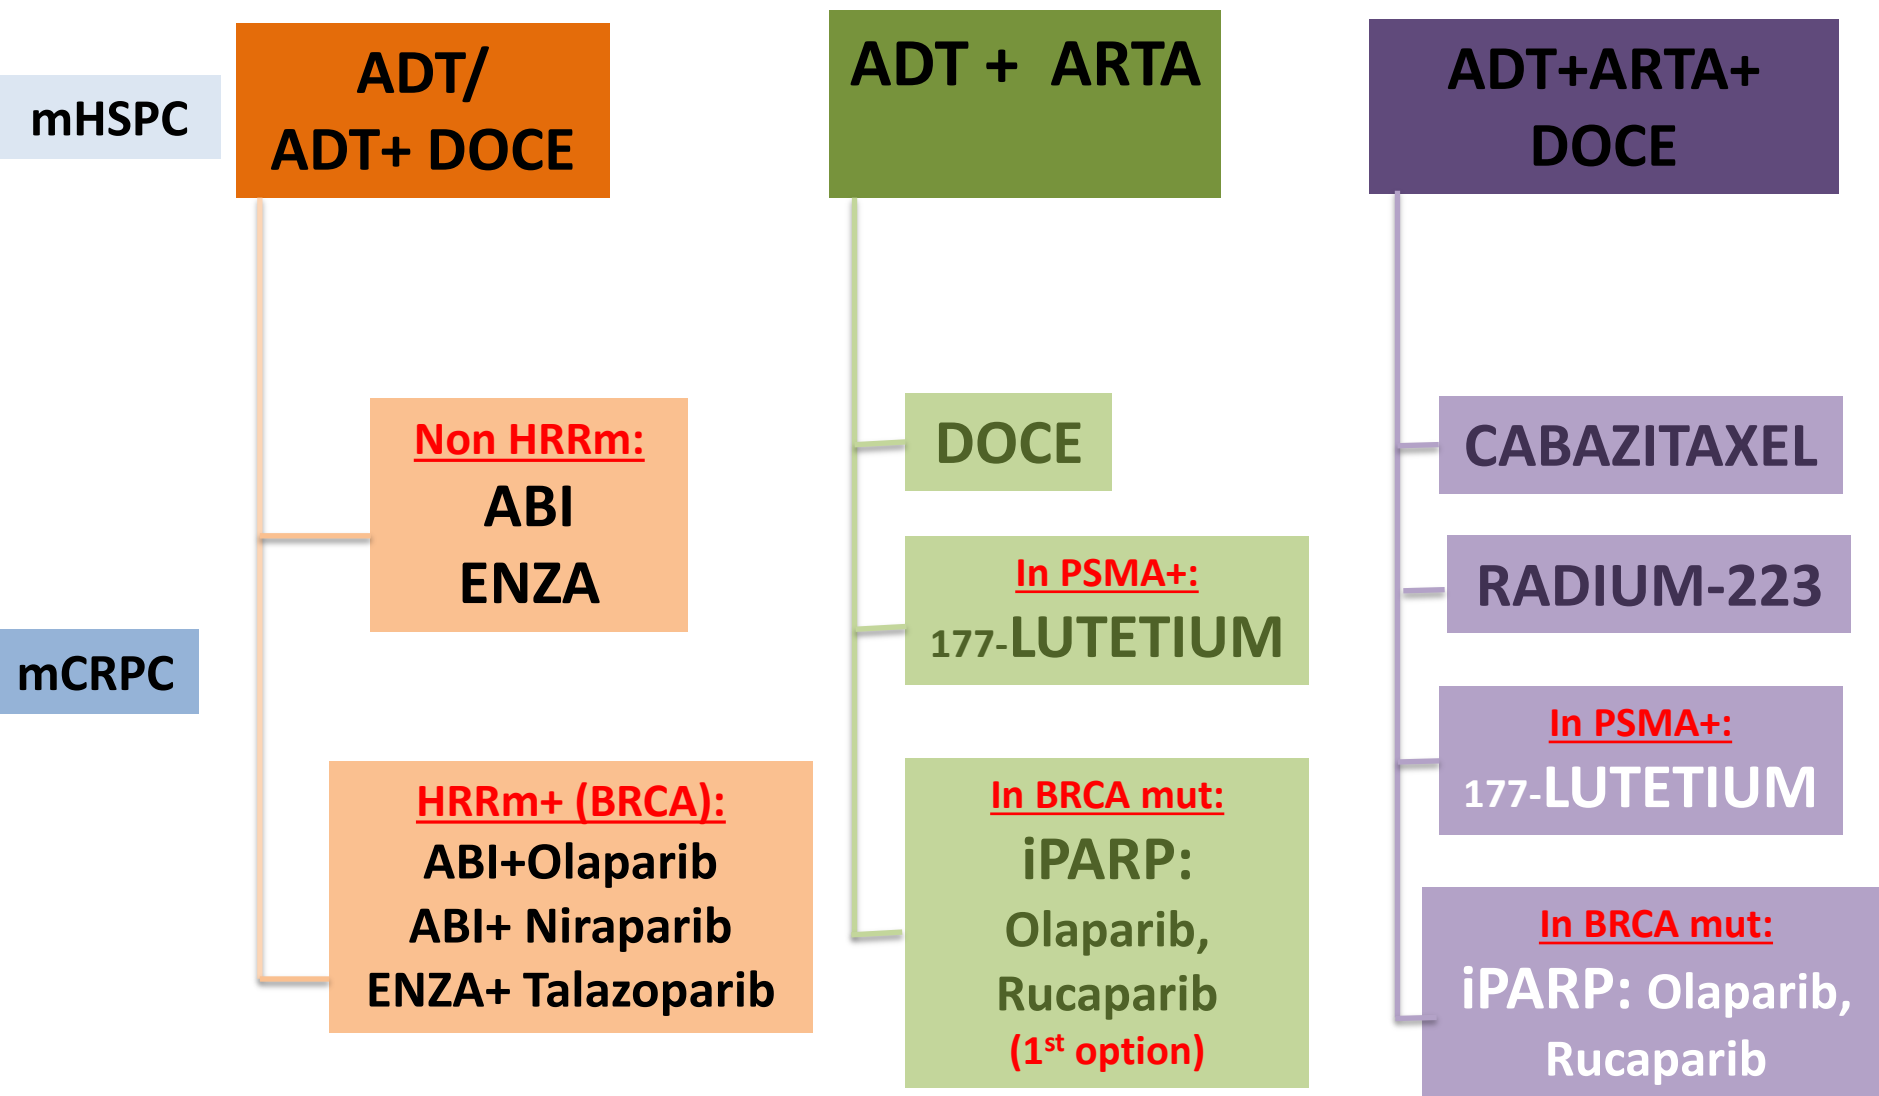 mHSPC
ADT/
ADT+ DOCE
ADT + ARTA
ADT+ARTA+
DOCE
mCRPC
Non HRRm:
ABI
ENZA
HRRm+ (BRCA):
ABI+Olaparib
ABI+ Niraparib
ENZA+ Talazoparib
DOCE
In PSMA+:
177-LUTETIUM
In BRCA mut:
iPARP:
Olaparib,
Rucaparib
(1st option)
CABAZITAXEL
RADIUM-223
In PSMA+:
177-LUTETIUM
In BRCA mut:
iPARP: Olaparib,
Rucaparib